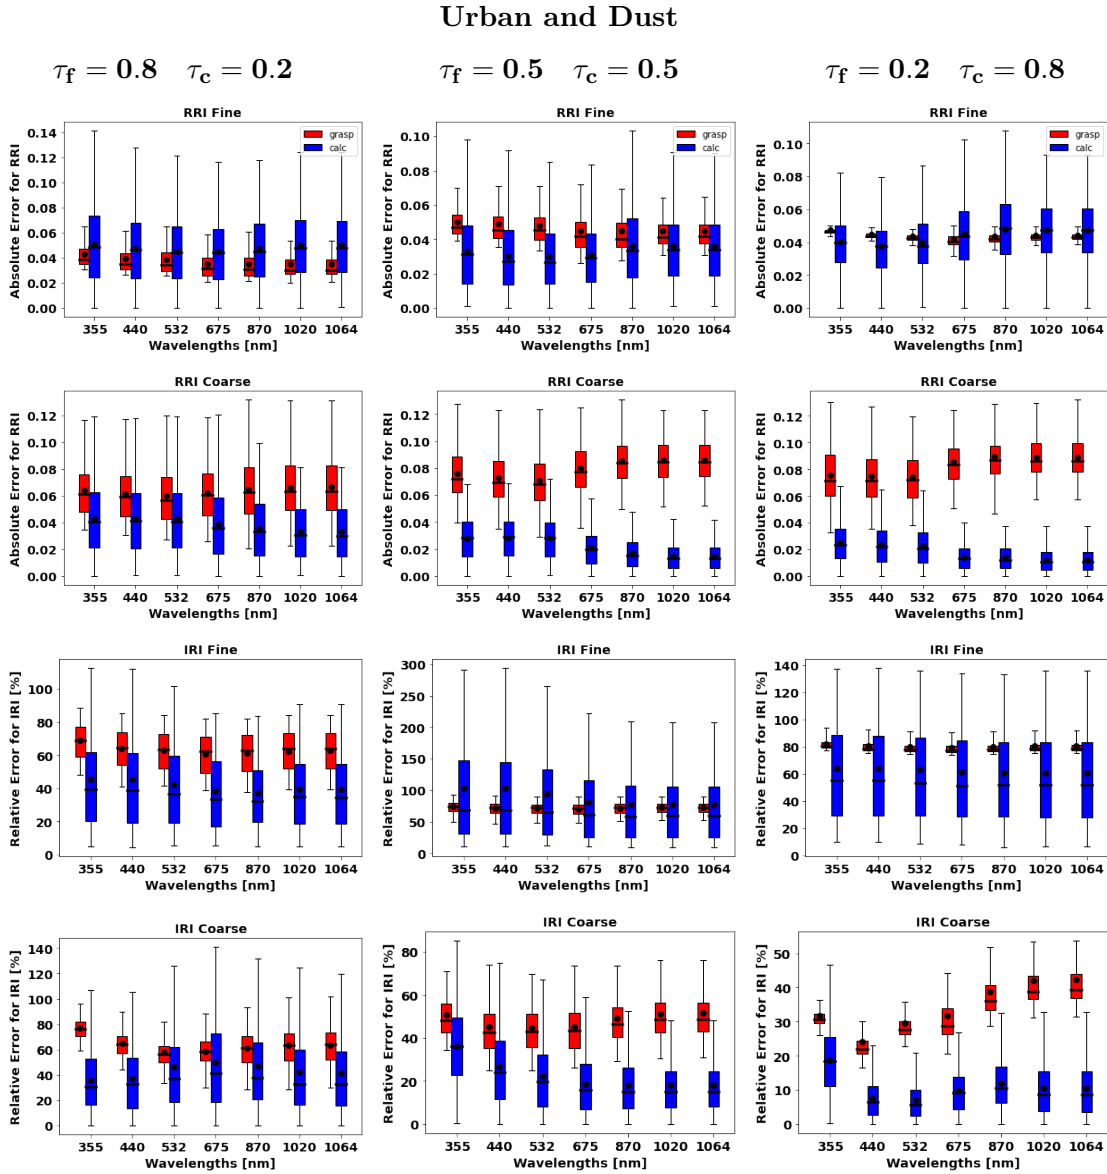 Urban and Dust
τf = 0.8 τc = 0.2
τf = 0.5 τc = 0.5
τf = 0.2 τc = 0.8
RRI Fine
RRI Fine
RRI Fine
grasp
calc
grasp
calc
grasp
calc
Absolute Error for RRI
0.14
0.12
0.10
0.08
0.06
0.04
0.02
0.00
355 440 532 675 870 1020 1064
Wavelengths [nm]
Absolute Error for RRI
0.10
0.08
0.06
0.04
0.02
0.00
355 440 532 675 870 1020 1064
Wavelengths [nm]
Absolute Error for RRI
0.10
0.08
0.06
0.04
0.02
0.00
355 440 532 675 870 1020 1064
Wavelengths [nm]
RRI Coarse
RRI Coarse
RRI Coarse
Absolute Error for RRI
0.12
0.10
0.08
0.06
0.04
0.02
0.00
355 440 532 675 870 1020 1064
Wavelengths [nm]
Absolute Error for RRI
0.12
0.10
0.08
0.06
0.04
0.02
0.00
355 440 532 675 870 1020 1064
Wavelengths [nm]
Absolute Error for RRI
0.12
0.10
0.08
0.06
0.04
0.02
0.00
355 440 532 675 870 1020 1064
Wavelengths [nm]
IRI Fine
IRI Fine
IRI Fine
Relative Error for IRI [%]
100
80
60
40
20
0
355 440 532 675 870 1020 1064
Wavelengths [nm]
Relative Error for IRI [%]
300
250
200
150
100
50
0
355 440 532 675 870 1020 1064
Wavelengths [nm]
Relative Error for IRI [%]
140
120
100
80
60
40
20
0
355 440 532 675 870 1020 1064
Wavelengths [nm]
IRI Coarse
IRI Coarse
IRI Coarse
Relative Error for IRI [%]
140
120
100
80
60
40
20
0
355 440 532 675 870 1020 1064
Wavelengths [nm]
Relative Error for IRI [%]
80
60
40
20
0
355 440 532 675 870 1020 1064
Wavelengths [nm]
Relative Error for IRI [%]
50
40
30
20
10
0
355 440 532 675 870 1020 1064
Wavelengths [nm]